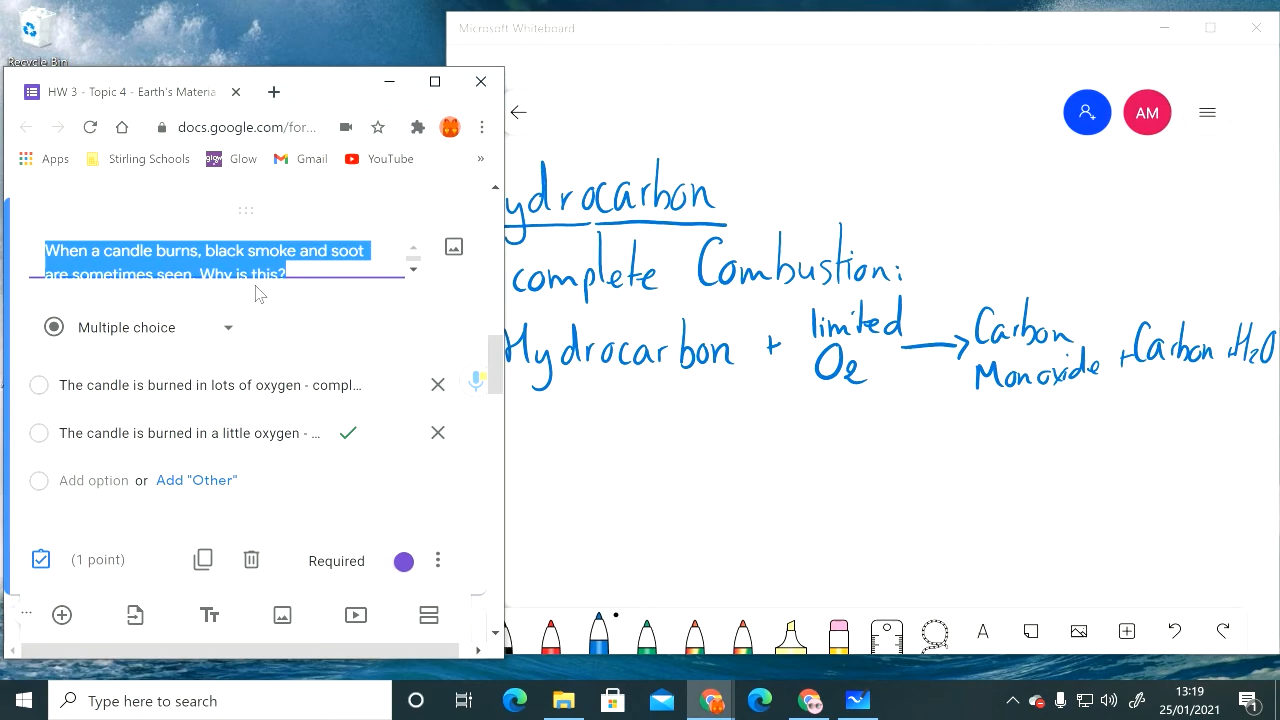 Recycle Bin
Microsoft Whiteboard
HW 3 - Topic 4 - Earth's Materia
docs.google.com/for...
Apps
Stirling Schools
Glow
Glow
Gmail
YouTube
»
When a candle burns, black smoke and soot
are sometimes seen. Why is this?
Multiple choice
The candle is burned in lots of oxygen - compl...
The candle is burned in a little oxygen - ...
Add option or Add "Other"
(1 point)
Required
Tt
AM
ydrocarbon
complete Combustion:
Hydrocarbon + limited O2 → Carbon Monoxide + Carbon + H2O
A
Type here to search
13:19
25/01/2021
1